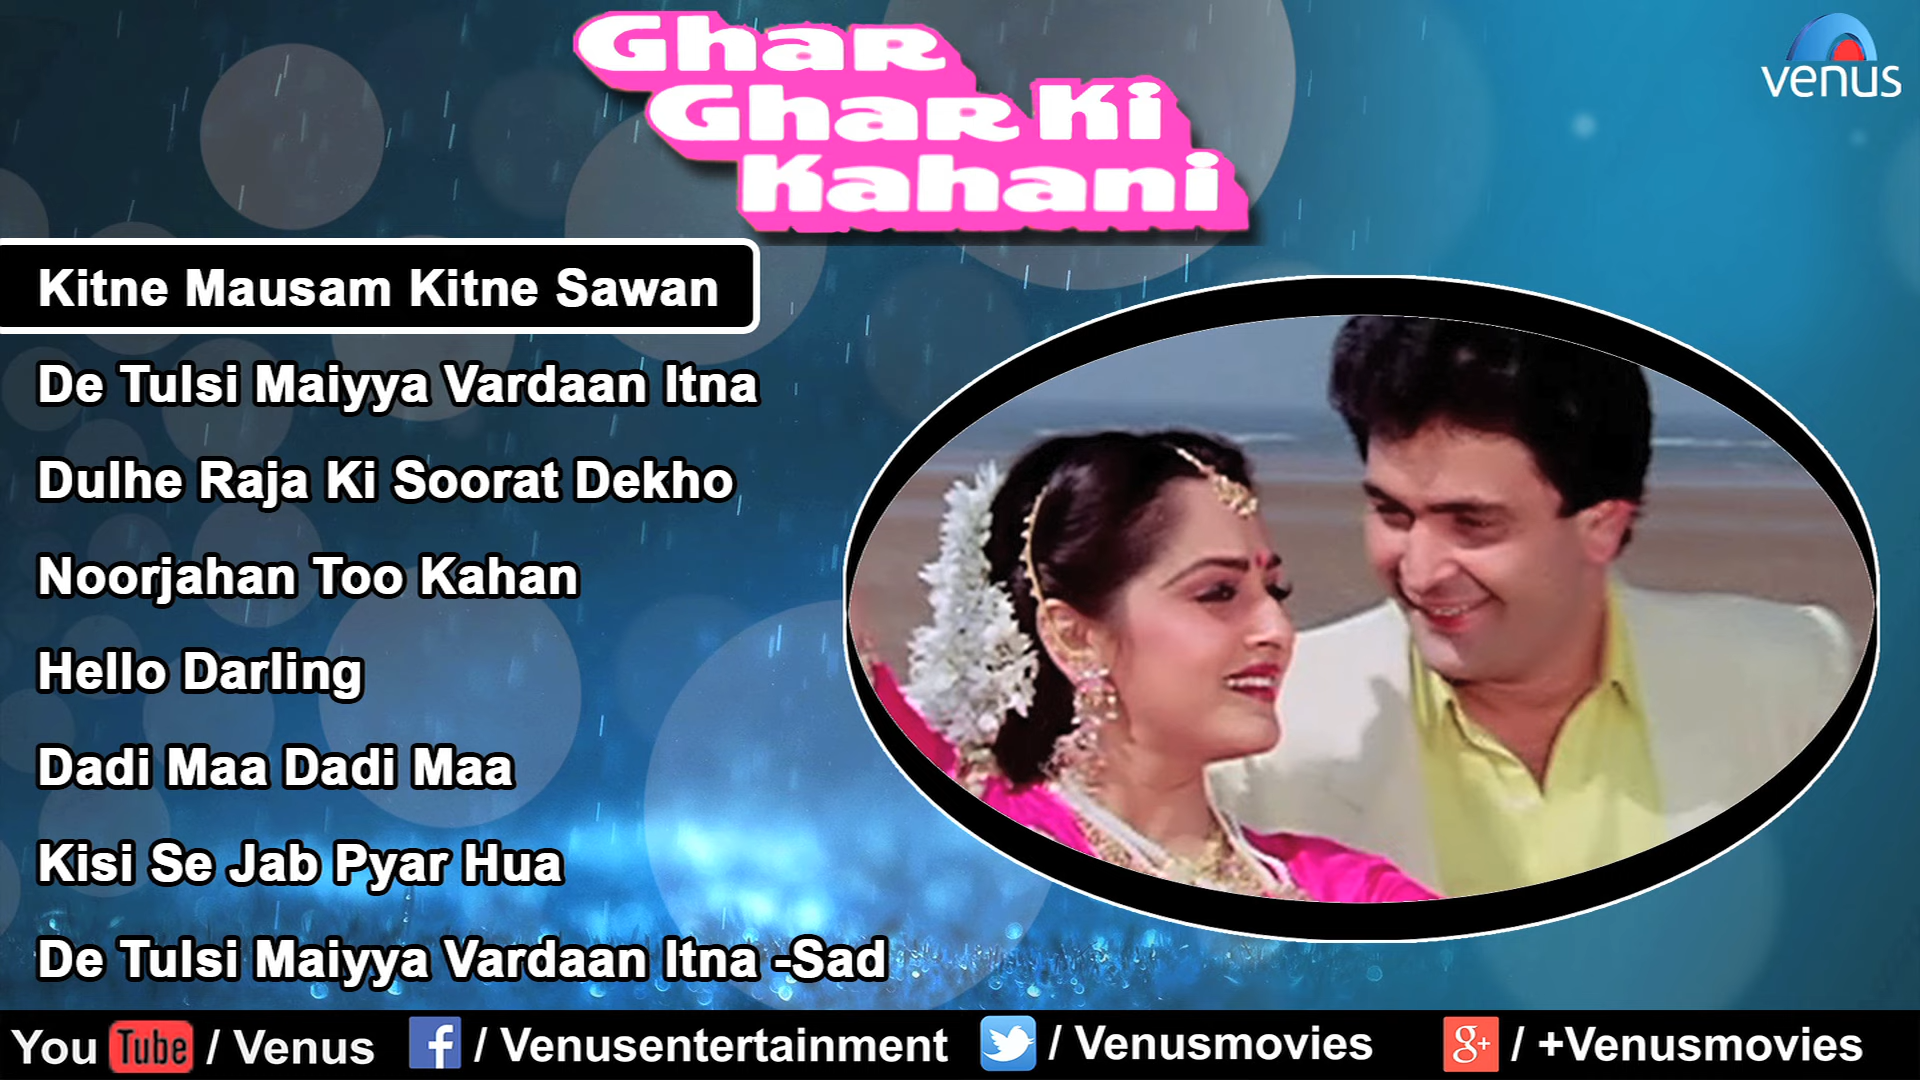 Ghar
Ghar Ki
Kahani
venus
Kitne Mausam Kitne Sawan
De Tulsi Maiyya Vardaan Itna
Dulhe Raja Ki Soorat Dekho
Noorjahan Too Kahan
Hello Darling
Dadi Maa Dadi Maa
Kisi Se Jab Pyar Hua
De Tulsi Maiyya Vardaan Itna -Sad
You Tube / Venus f / Venusentertainment / Venusmovies g+ / +Venusmovies